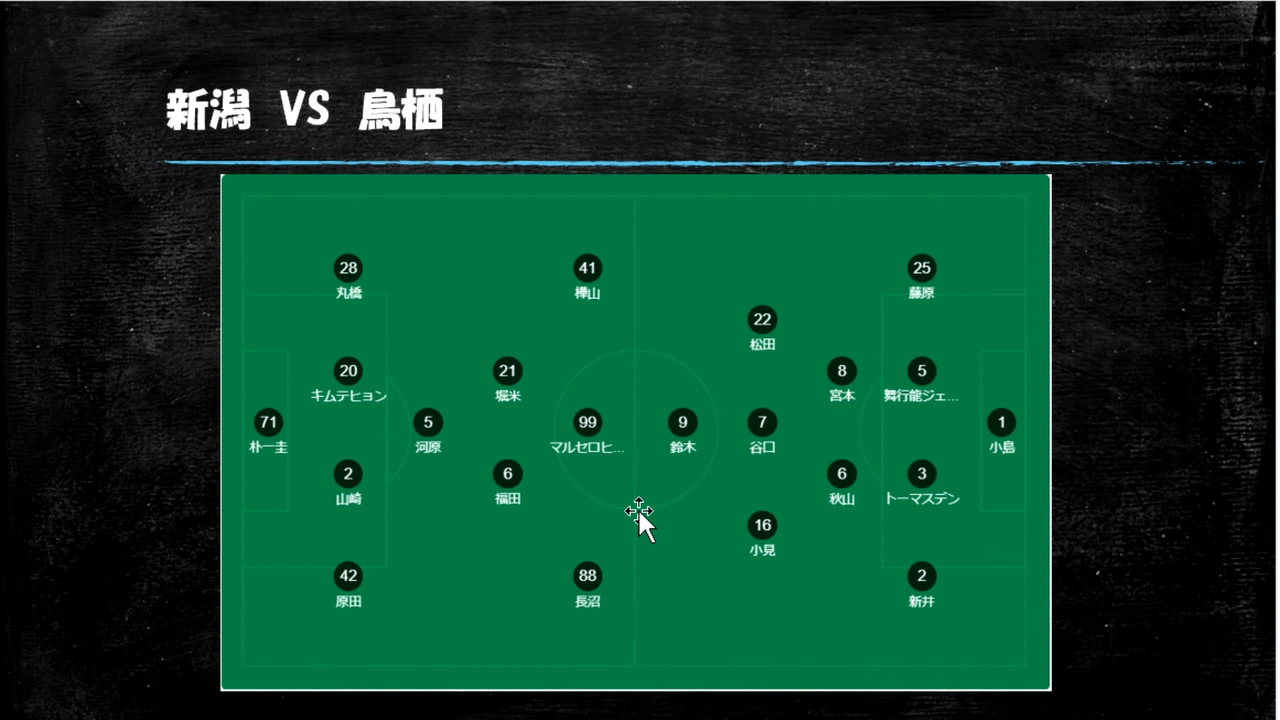 新潟 VS 鳥栖
28
丸橋
41
樺山
25
藤原
22
松田
20
キムテヒョン
21
堀米
8
宮本
5
舞行龍ジェ…
71
朴一圭
5
河原
99
マルセロヒ…
9
鈴木
7
谷口
1
小島
2
山崎
6
福田
6
秋山
3
トーマスデン
16
小見
42
原田
88
長沼
2
新井